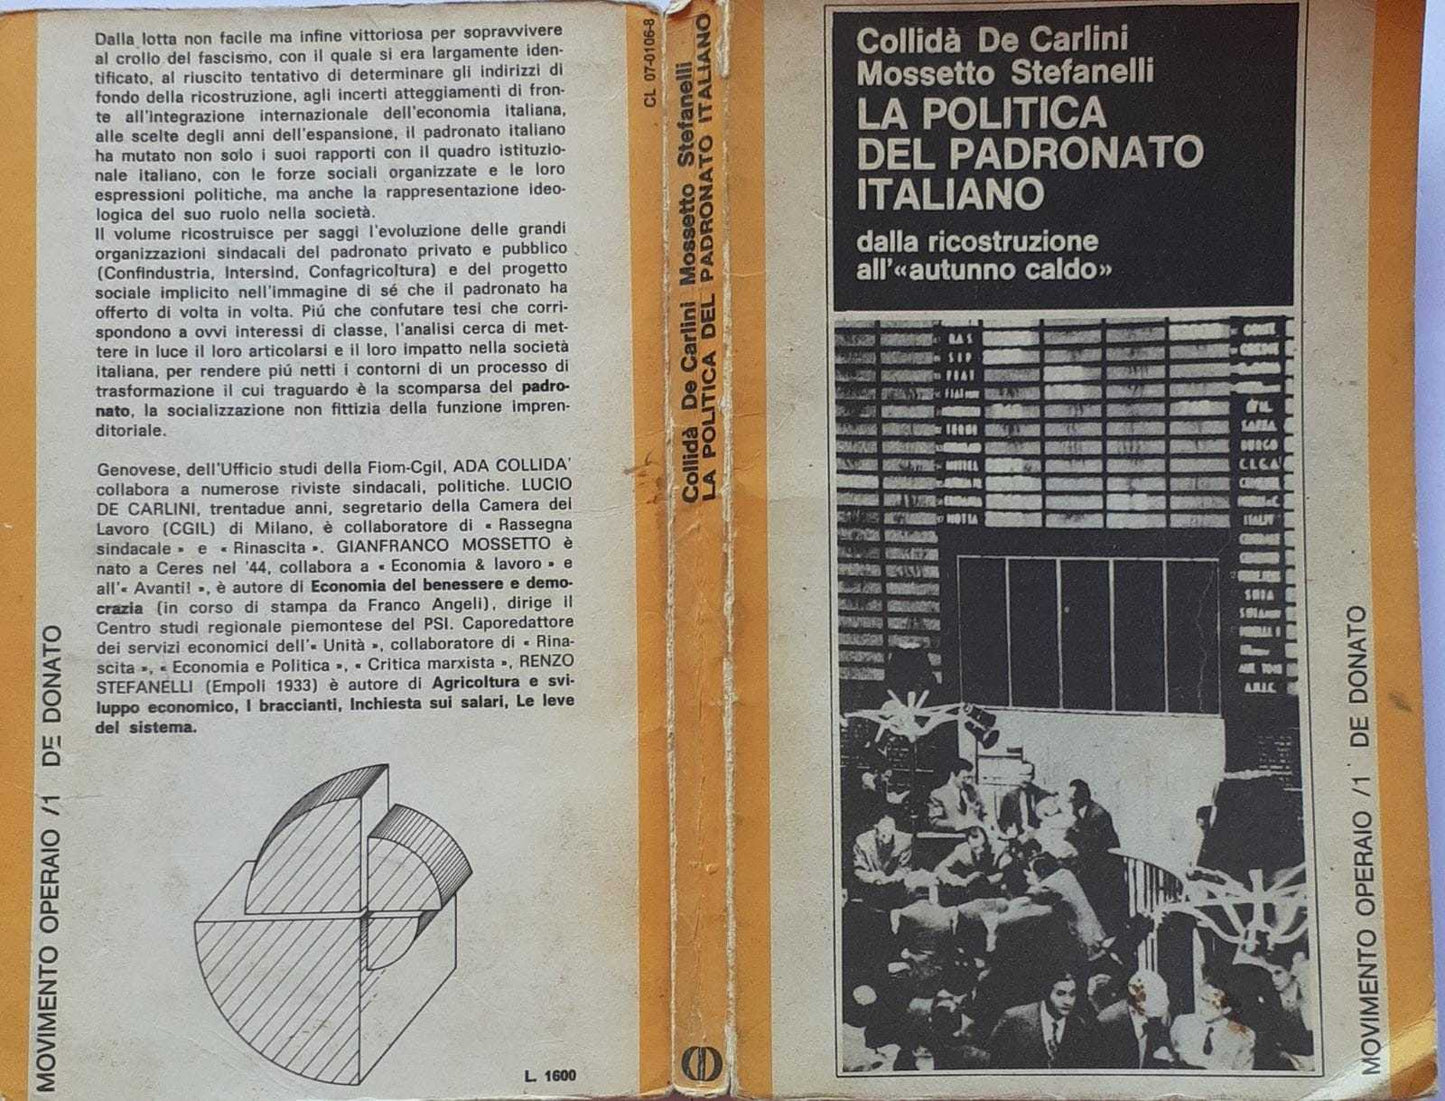 Dalla lotta non facile ma infine vittoriosa per sopravvivere
al crollo del fascismo, con il quale si era largamente iden-
tificato, al riuscito tentativo di determinare gli indirizzi di
fondo della ricostruzione, agli incerti atteggiamenti di fron-
te all'integrazione internazionale dell'economia italiana,
alle scelte degli anni dell'espansione, il padronato italiano
ha mutato non solo i suoi rapporti con il quadro istituzio-
nale italiano, con le forze sociali organizzate e le loro
espressioni politiche, ma anche la rappresentazione ideo-
logica del suo ruolo nella società.
Il volume ricostruisce per saggi l'evoluzione delle grandi
organizzazioni sindacali del padronato privato e pubblico
(Confindustria, Intersind, Confagricoltura) e del progetto
sociale implicito nell'immagine di sé che il padronato ha
offerto di volta in volta. Piú che confutare tesi che corri-
spondono a ovvi interessi di classe, l'analisi cerca di met-
tere in luce il loro articolarsi e il loro impatto nella società
italiana, per rendere piú netti i contorni di un processo di
trasformazione il cui traguardo è la scomparsa del padro-
nato, la socializzazione non fittizia della funzione impren-
ditoriale.
Genovese, dell'Ufficio studi della Fiom-Cgil, ADA COLLIDA'
collabora a numerose riviste sindacali, politiche. LUCIO
DE CARLINI, trentadue anni, segretario della Camera del
Lavoro (CGIL) di Milano, è collaboratore di « Rassegna
sindacale » e « Rinascita ». GIANFRANCO MOSSETTO è
nato a Ceres nel '44, collabora a « Economia & lavoro » e
all'« Avanti! », è autore di Economia del benessere e demo-
crazia (in corso di stampa da Franco Angeli), dirige il
Centro studi regionale piemontese del PSI. Caporedattore
dei servizi economici dell'« Unità », collaboratore di « Rina-
scita », « Economia e Politica », « Critica marxista », RENZO
STEFANELLI (Empoli 1933) è autore di Agricoltura e svi-
luppo economico, I braccianti, Inchiesta sui salari, Le leve
del sistema.
L. 1600
MOVIMENTO OPERAIO /1 DE DONATO
CL 07-0106-8
Collidà De Carlini Mossetto Stefanelli
LA POLITICA DEL PADRONATO ITALIANO
Collidà De Carlini
Mossetto Stefanelli
LA POLITICA
DEL PADRONATO
ITALIANO
dalla ricostruzione
all'«autunno caldo»
FIAT
BURGO
MOVIMENTO OPERAIO /1 DE DONATO